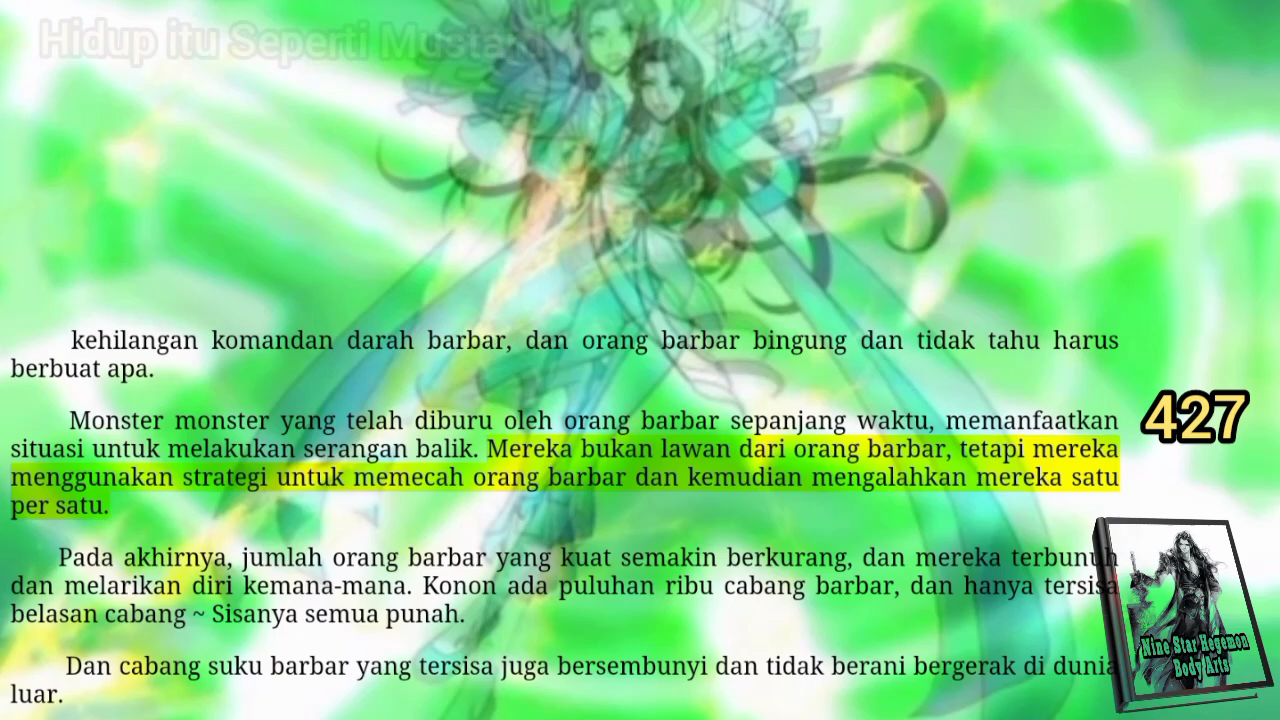 Hidup itu Seperti Mustang
kehilangan komandan darah barbar, dan orang barbar bingung dan tidak tahu harus
berbuat apa.
Monster monster yang telah diburu oleh orang barbar sepanjang waktu, memanfaatkan
situasi untuk melakukan serangan balik. Mereka bukan lawan dari orang barbar, tetapi mereka
menggunakan strategi untuk memecah orang barbar dan kemudian mengalahkan mereka satu
per satu.
Pada akhirnya, jumlah orang barbar yang kuat semakin berkurang, dan mereka terbunuh
dan melarikan diri kemana-mana. Konon ada puluhan ribu cabang barbar, dan hanya tersisa
belasan cabang ~ Sisanya semua punah.
Dan cabang suku barbar yang tersisa juga bersembunyi dan tidak berani bergerak di dunia
luar.
427
Nine Star Hegemon
Body Arts